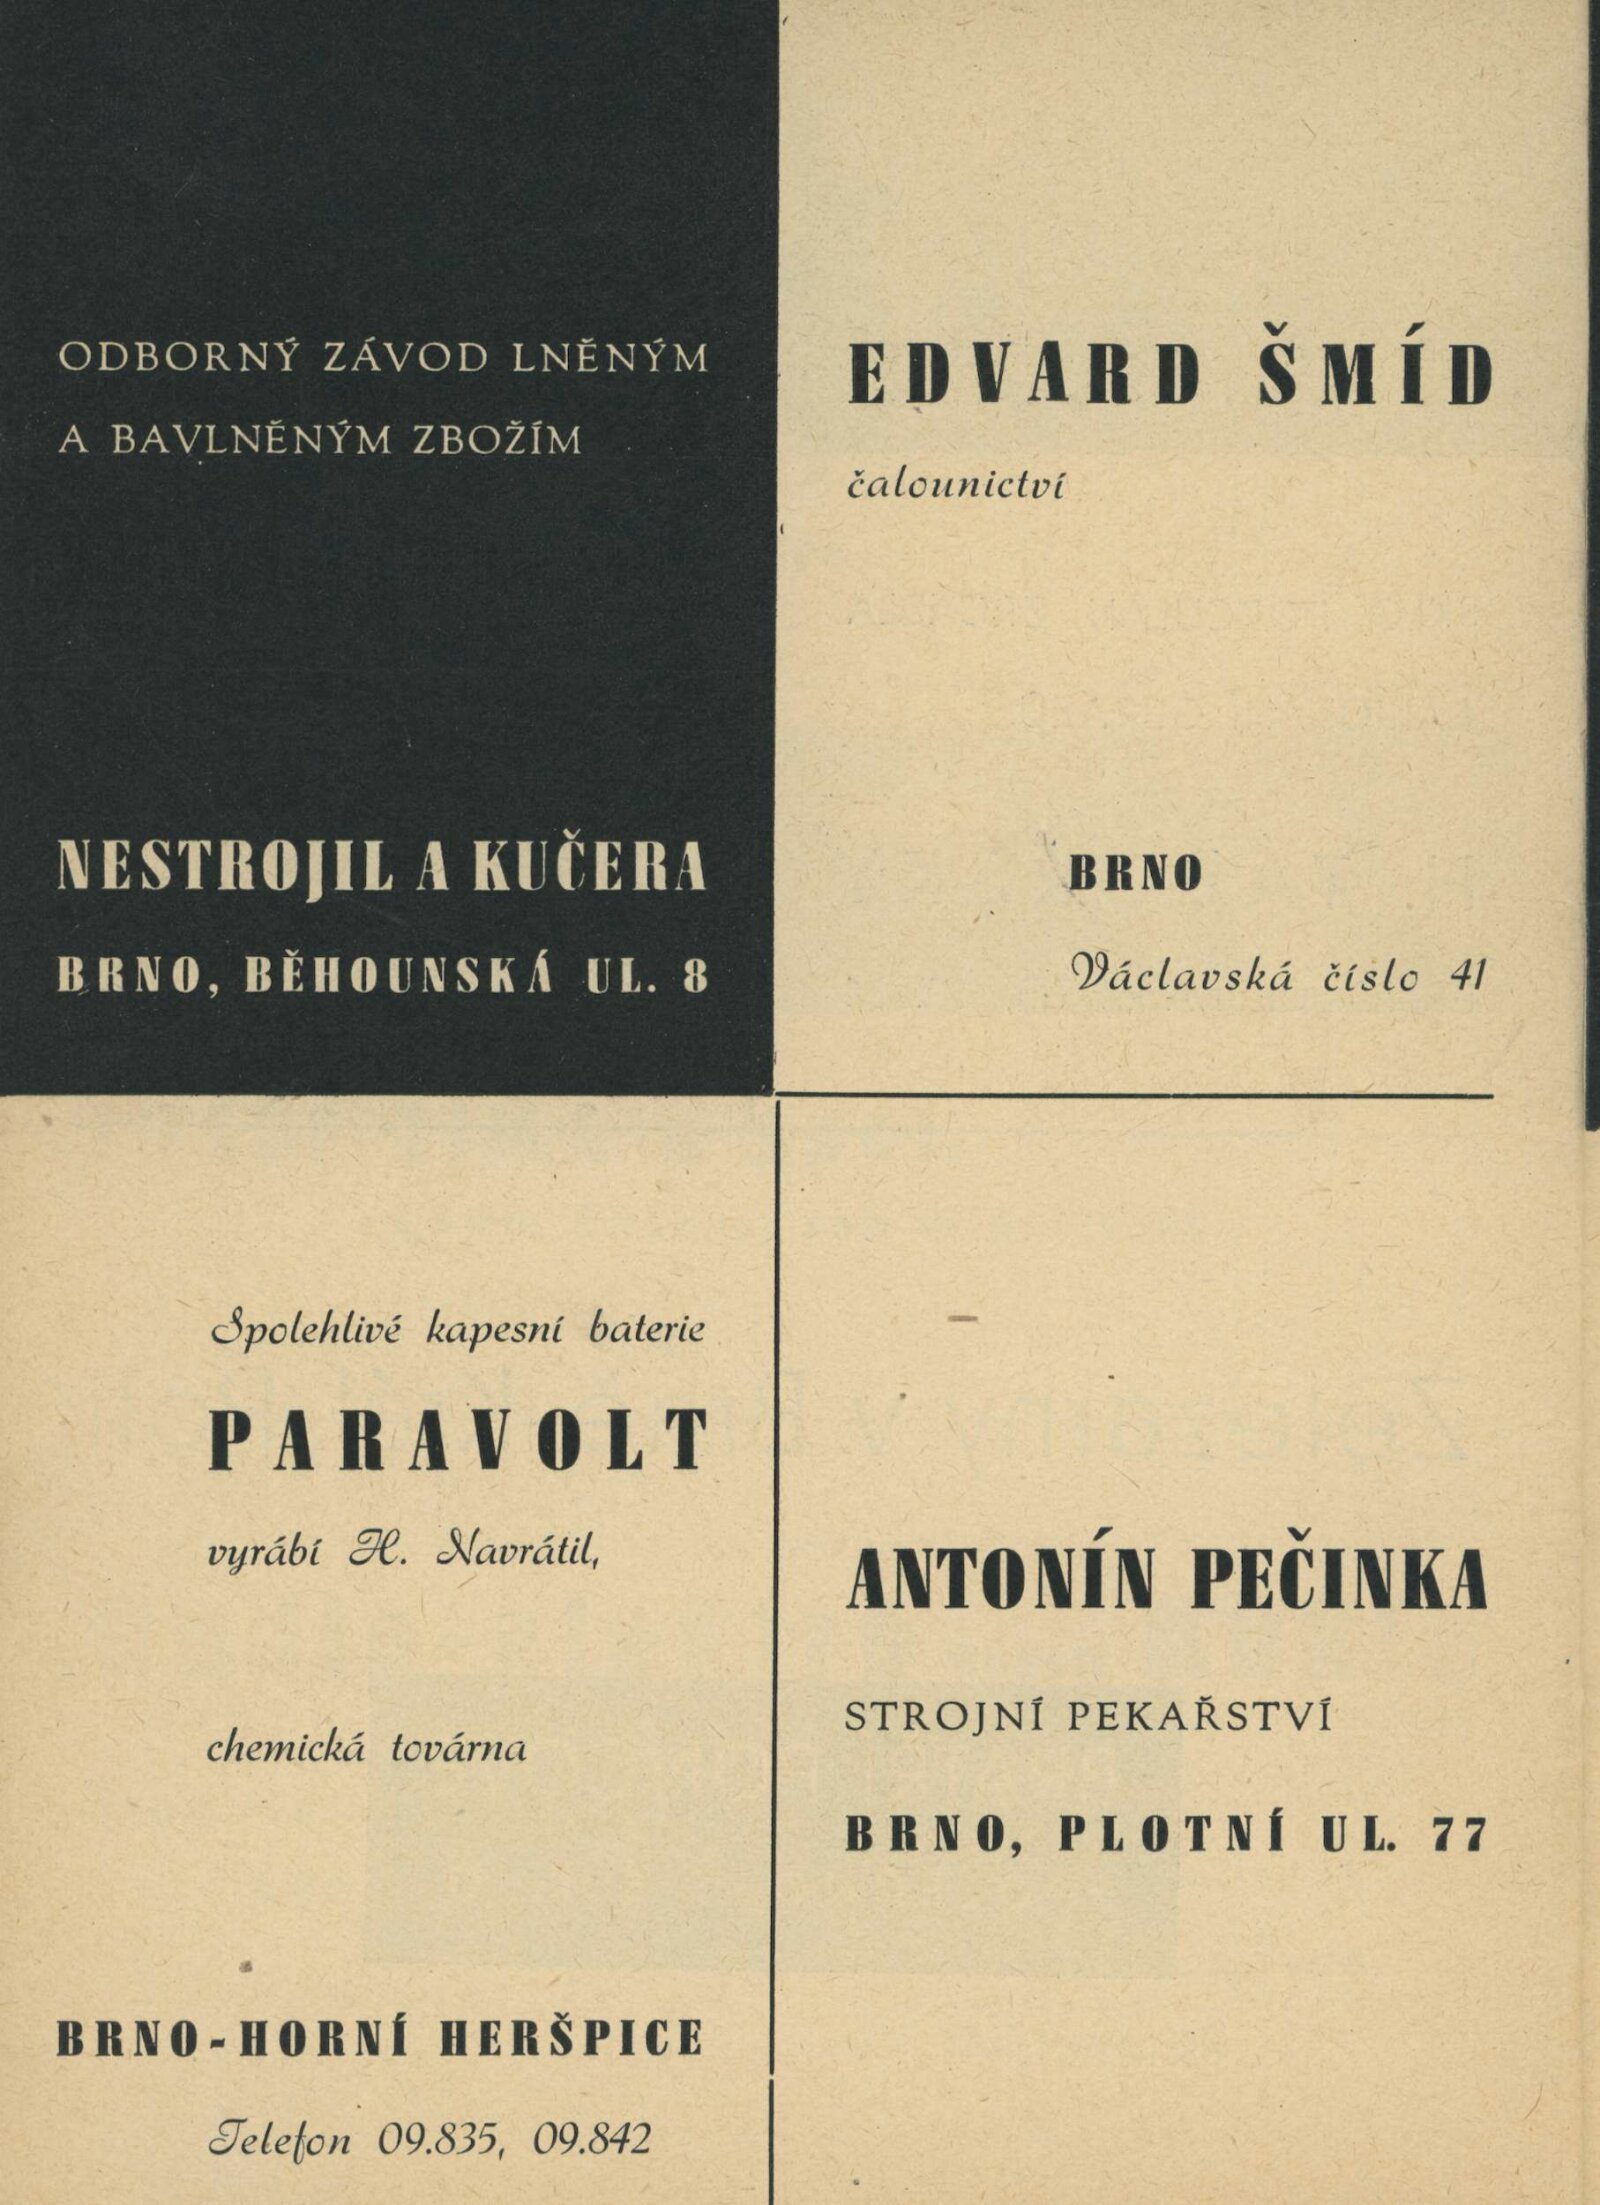 ODBORNÝ ZÁVOD LNĚNÝM
A BAVLNĚNÝM ZBOŽÍM
NESTROJIL A KUČERA
BRNO, BĚHOUNSKÁ UL. 8
EDVARD ŠMÍD
čalounictví
BRNO
Václavská číslo 41
Spolehlivé kapesní baterie
PARAVOLT
vyrábí H. Navrátil,
chemická továrna
BRNO-HORNÍ HERŠPICE
Telefon 09.835, 09.842
ANTONÍN PEČINKA
STROJNÍ PEKAŘSTVÍ
BRNO, PLOTNÍ UL. 77